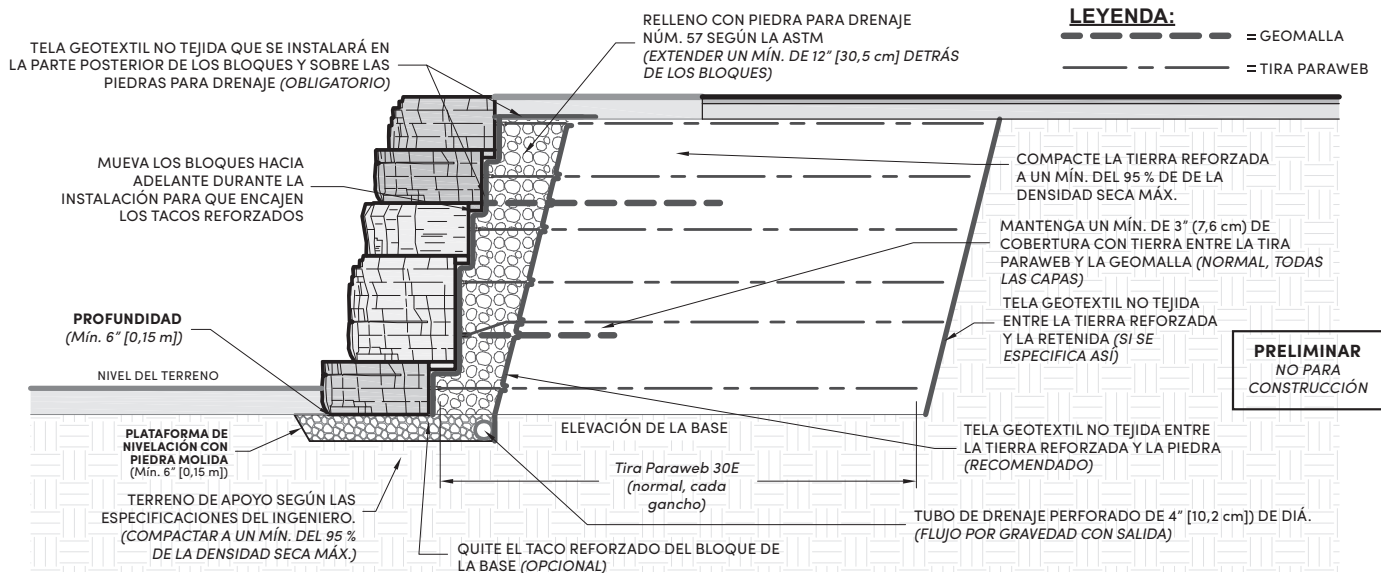 TELA GEOTEXTIL NO TEJIDA QUE SE INSTALARÁ EN
LA PARTE POSTERIOR DE LOS BLOQUES Y SOBRE LAS
PIEDRAS PARA DRENAJE (OBLIGATORIO)
RELLENO CON PIEDRA PARA DRENAJE
NÚM. 57 SEGÚN LA ASTM
(EXTENDER UN MÍN. DE 12" [30,5 cm] DETRÁS
DE LOS BLOQUES)
LEYENDA:
= GEOMALLA
= TIRA PARAWEB
MUEVA LOS BLOQUES HACIA
ADELANTE DURANTE LA
INSTALACIÓN PARA QUE ENCAJEN
LOS TACOS REFORZADOS
COMPACTE LA TIERRA REFORZADA
A UN MÍN. DEL 95 % DE DE LA
DENSIDAD SECA MÁX.
MANTENGA UN MÍN. DE 3" (7,6 cm) DE
COBERTURA CON TIERRA ENTRE LA TIRA
PARAWEB Y LA GEOMALLA (NORMAL, TODAS
LAS CAPAS)
TELA GEOTEXTIL NO TEJIDA
ENTRE LA TIERRA REFORZADA
Y LA RETENIDA (SI SE
ESPECIFICA ASÍ)
PRELIMINAR
NO PARA
CONSTRUCCIÓN
PROFUNDIDAD
(Mín. 6" [0,15 m])
NIVEL DEL TERRENO
PLATAFORMA DE
NIVELACIÓN CON
PIEDRA MOLIDA
(Mín. 6" [0,15 m])
ELEVACIÓN DE LA BASE
TELA GEOTEXTIL NO TEJIDA ENTRE
LA TIERRA REFORZADA Y LA PIEDRA
(RECOMENDADO)
Tira Paraweb 30E
(normal, cada
gancho)
TERRENO DE APOYO SEGÚN LAS
ESPECIFICACIONES DEL INGENIERO.
(COMPACTAR A UN MÍN. DEL 95 %
DE LA DENSIDAD SECA MÁX.)
QUITE EL TACO REFORZADO DEL BLOQUE DE
LA BASE (OPCIONAL)
TUBO DE DRENAJE PERFORADO DE 4" [10,2 cm]) DE DIÁ.
(FLUJO POR GRAVEDAD CON SALIDA)